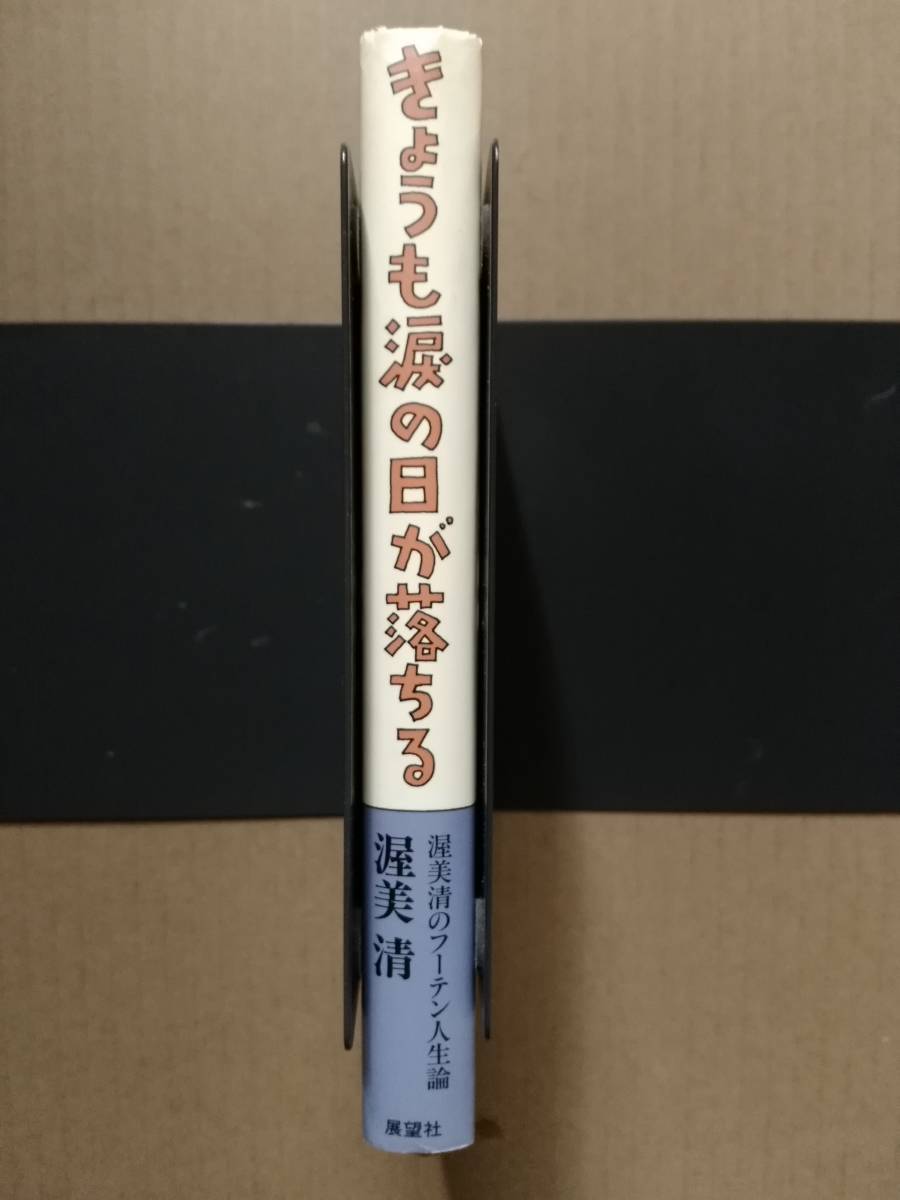 きょうも涙の日が落ちる
渥美清のフーテン人生論
渥美 清
展望社